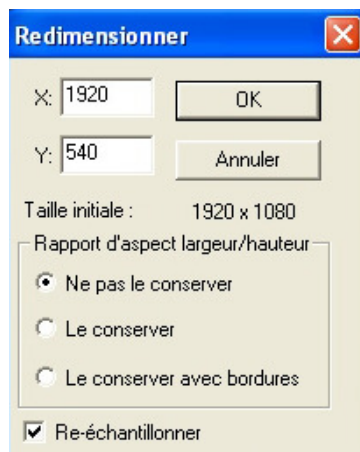 Redimensionner
X: 1920
OK
Y: 540
Annuler
Taille initiale : 1920 x 1080
Rapport d'aspect largeur/hauteur
Ne pas le conserver
Le conserver
Le conserver avec bordures
Re-échantillonner